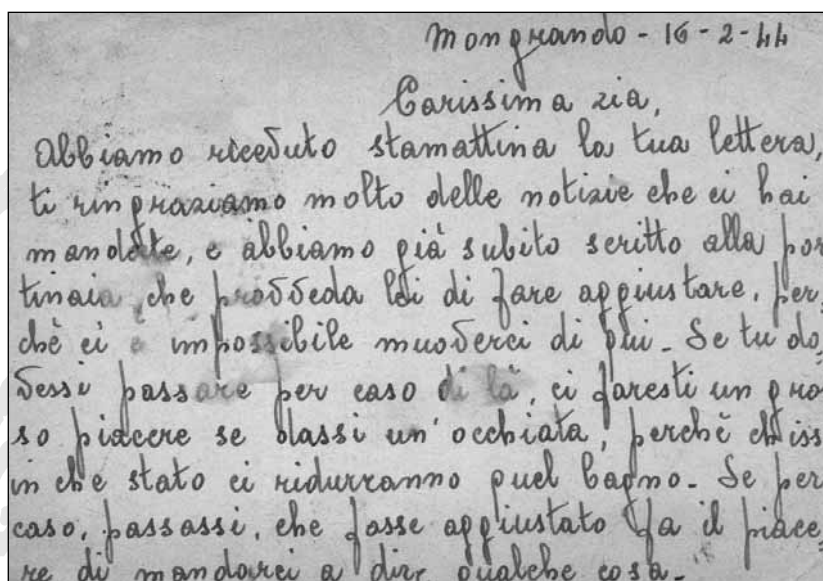 Mongrando - 16 - 2 - 44
Carissima zia,
Abbiamo ricevuto stamattina la tua lettera,
ti ringraziamo molto delle notizie che ci hai
mandate, e abbiamo già subito scritto alla por
tinaia, che provveda lei di fare aggiustare, per,
chè ci è impossibile muoverci di qui - Se tu do,
vessi passare per caso di là, ci faresti un gro
so piacere se dassi un'occhiata, perchè chiss
in che stato ci ridurranno quel bagno - Se per
caso, passassi, che fosse aggiustato fa il piace,
re di mandarci a dire qualche cosa -